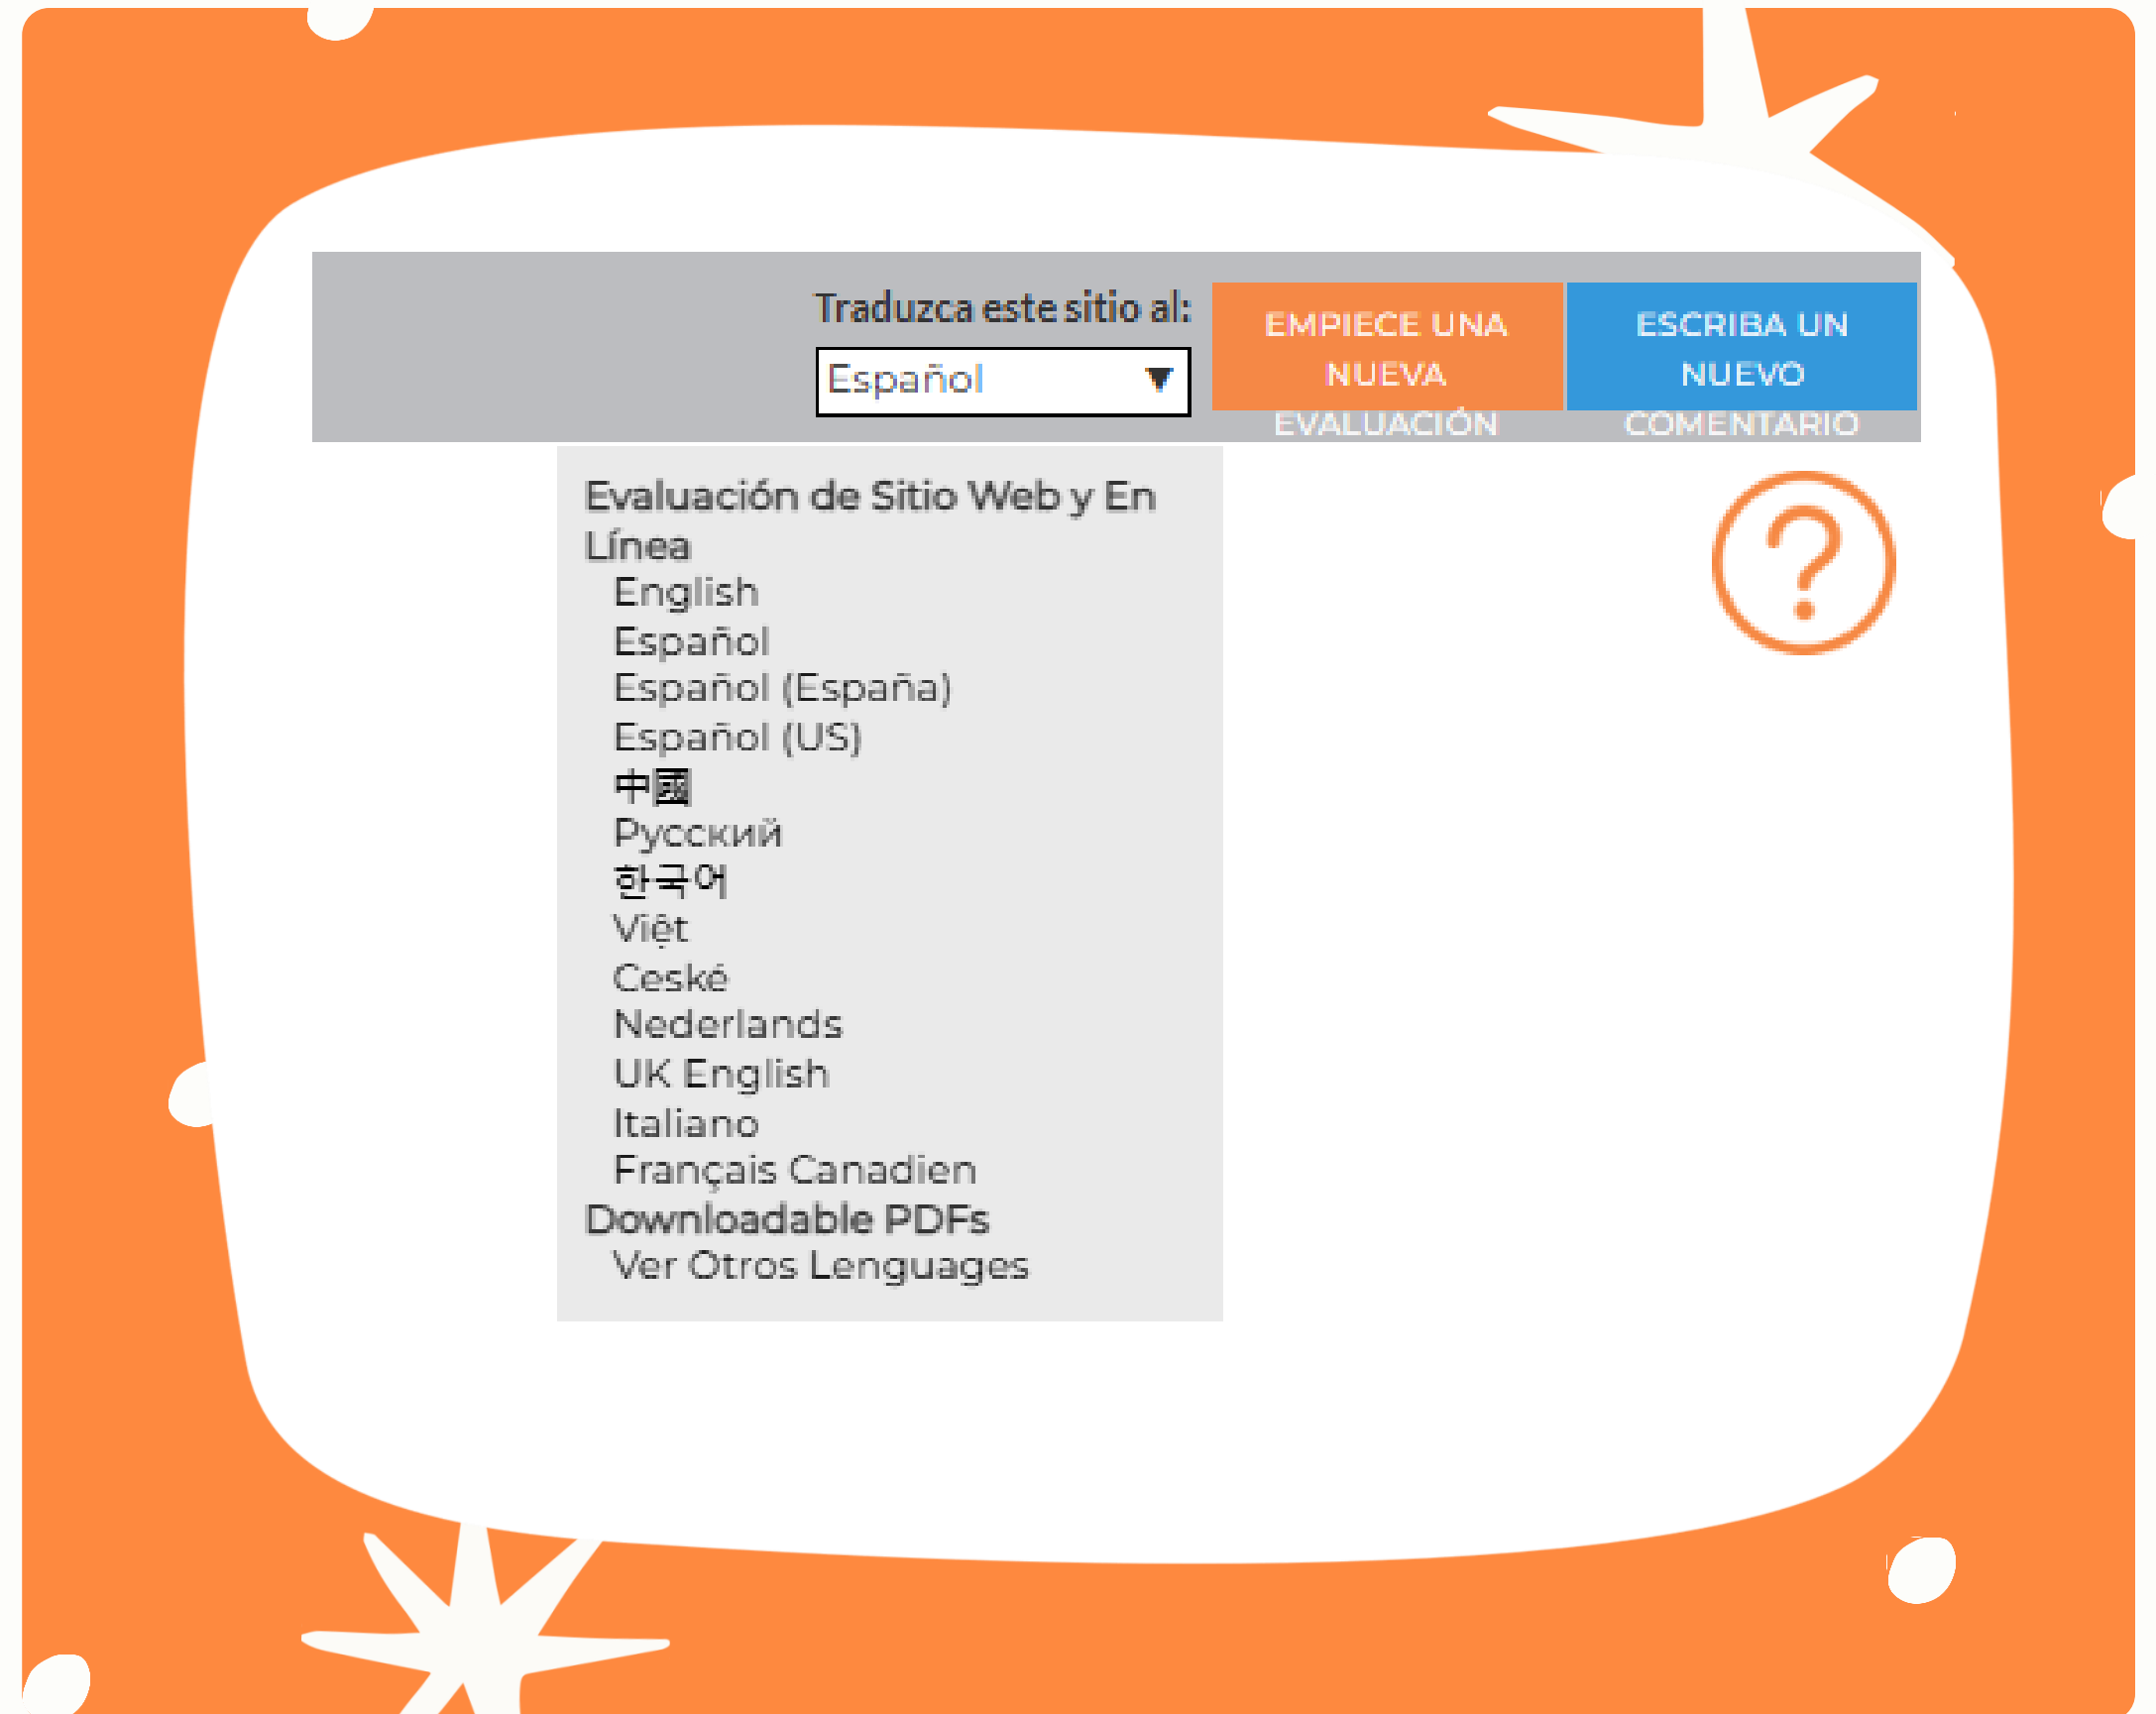 Traduzca este sitio al:
Español ▼
EMPIECE UNA
NUEVA
EVALUACIÓN
ESCRIBA UN
NUEVO
COMENTARIO
?
Evaluación de Sitio Web y En
Línea
English
Español
Español (España)
Español (US)
中國
Русский
한국어
Việt
Ceské
Nederlands
UK English
Italiano
Français Canadien
Downloadable PDFs
Ver Otros Lenguages